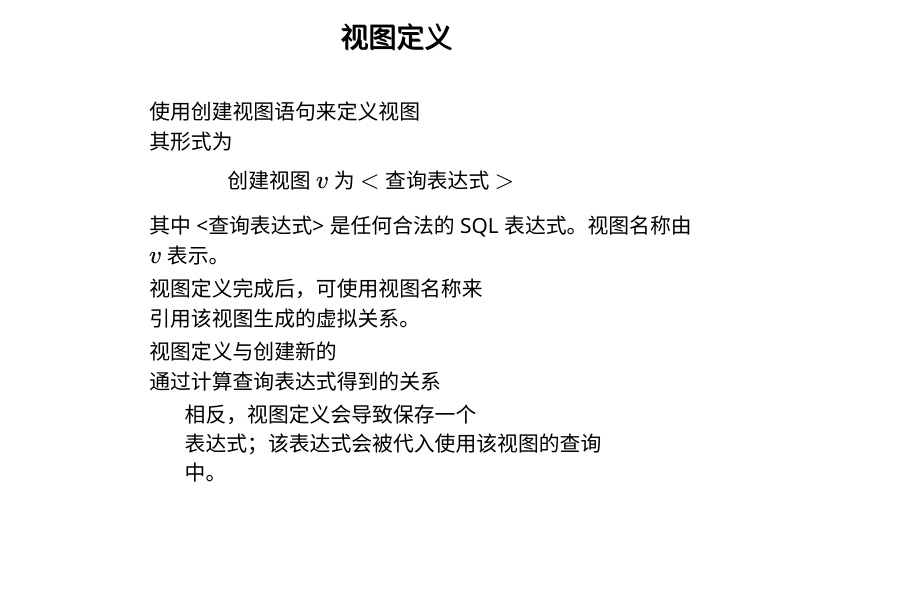 视图定义
使用创建视图语句来定义视图
其形式为
创建视图 v 为 < 查询表达式 >
其中 <查询表达式> 是任何合法的 SQL 表达式。视图名称由
v 表示。
视图定义完成后，可使用视图名称来
引用该视图生成的虚拟关系。
视图定义与创建新的
通过计算查询表达式得到的关系
相反，视图定义会导致保存一个
表达式；该表达式会被代入使用该视图的查询
中。